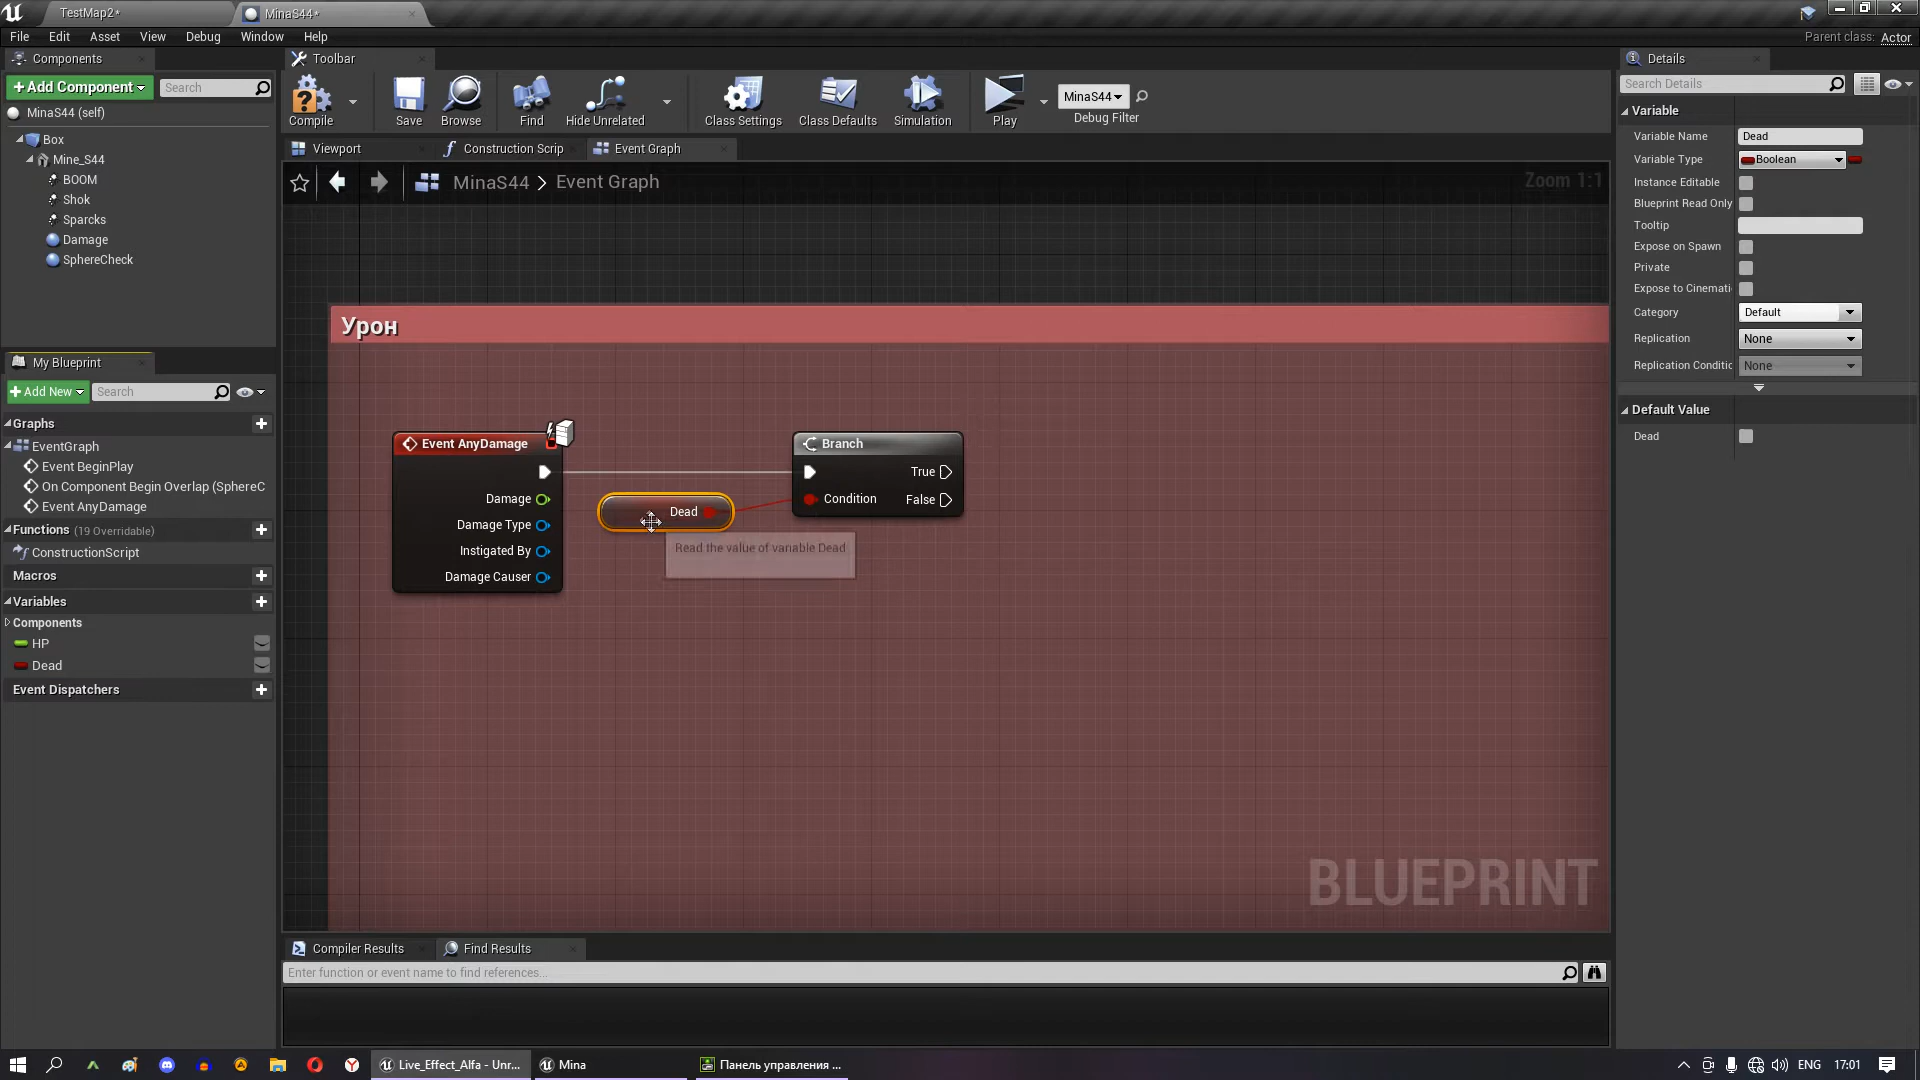 TestMap2*
MinaS44*
File Edit Asset View Debug Window Help
Parent class: Actor
Components
+Add Component
Search
MinaS44 (self)
Box
Mine_S44
BOOM
Shok
Sparcks
Damage
SphereCheck
Toolbar
Compile
Save
Browse
Find
Hide Unrelated
Class Settings
Class Defaults
Simulation
Play
MinaS44
Debug Filter
Viewport
Construction Scrip
Event Graph
MinaS44 > Event Graph
Zoom 1:1
Урон
Event AnyDamage
Damage
Damage Type
Instigated By
Damage Causer
Dead
Read the value of variable Dead
Branch
True
Condition
False
BLUEPRINT
My Blueprint
+Add New
Search
Graphs
EventGraph
Event BeginPlay
On Component Begin Overlap (SphereC
Event AnyDamage
Functions (19 Overridable)
ConstructionScript
Macros
Variables
Components
HP
Dead
Event Dispatchers
Details
Search Details
Variable
Variable Name Dead
Variable Type Boolean
Instance Editable
Blueprint Read Only
Tooltip
Expose on Spawn
Private
Expose to Cinemati
Category Default
Replication None
Replication Conditic None
Default Value
Dead
Compiler Results
Find Results
Enter function or event name to find references...
Live_Effect_Alfa - Unr...
Mina
Панель управления ...
ENG
17:01